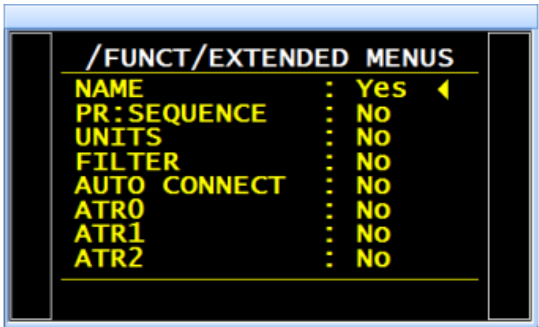 /FUNCT/EXTENDED MENUS
NAME : Yes ◀
PR:SEQUENCE : No
UNITS : No
FILTER : No
AUTO CONNECT : No
ATR0 : No
ATR1 : No
ATR2 : No